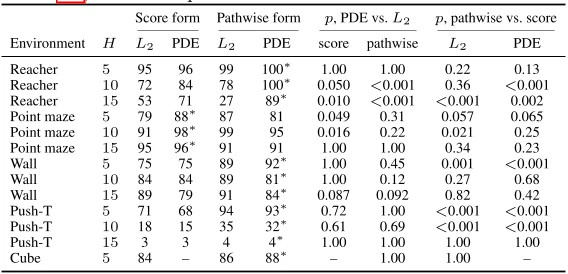 Score form Pathwise form p, PDE vs. L2 p, pathwise vs. score
Environment H L2 PDE L2 PDE score pathwise L2 PDE
Reacher 5 95 96 99 100* 1.00 1.00 0.22 0.13
Reacher 10 72 84 78 100* 0.050 <0.001 0.36 <0.001
Reacher 15 53 71 27 89* 0.010 <0.001 <0.001 0.002
Point maze 5 79 88* 87 81 0.049 0.31 0.057 0.065
Point maze 10 91 98* 99 95 0.016 0.22 0.021 0.25
Point maze 15 95 96* 91 91 1.00 1.00 0.34 0.23
Wall 5 75 75 89 92* 1.00 0.45 0.001 <0.001
Wall 10 84 84 89 81* 1.00 0.12 0.27 0.68
Wall 15 89 79 91 84* 0.087 0.092 0.82 0.42
Push-T 5 71 68 94 93* 0.72 1.00 <0.001 <0.001
Push-T 10 18 15 35 32* 0.61 0.69 <0.001 <0.001
Push-T 15 3 3 4 4* 1.00 1.00 1.00 1.00
Cube 5 84 – 86 88* – 1.00 1.00 –